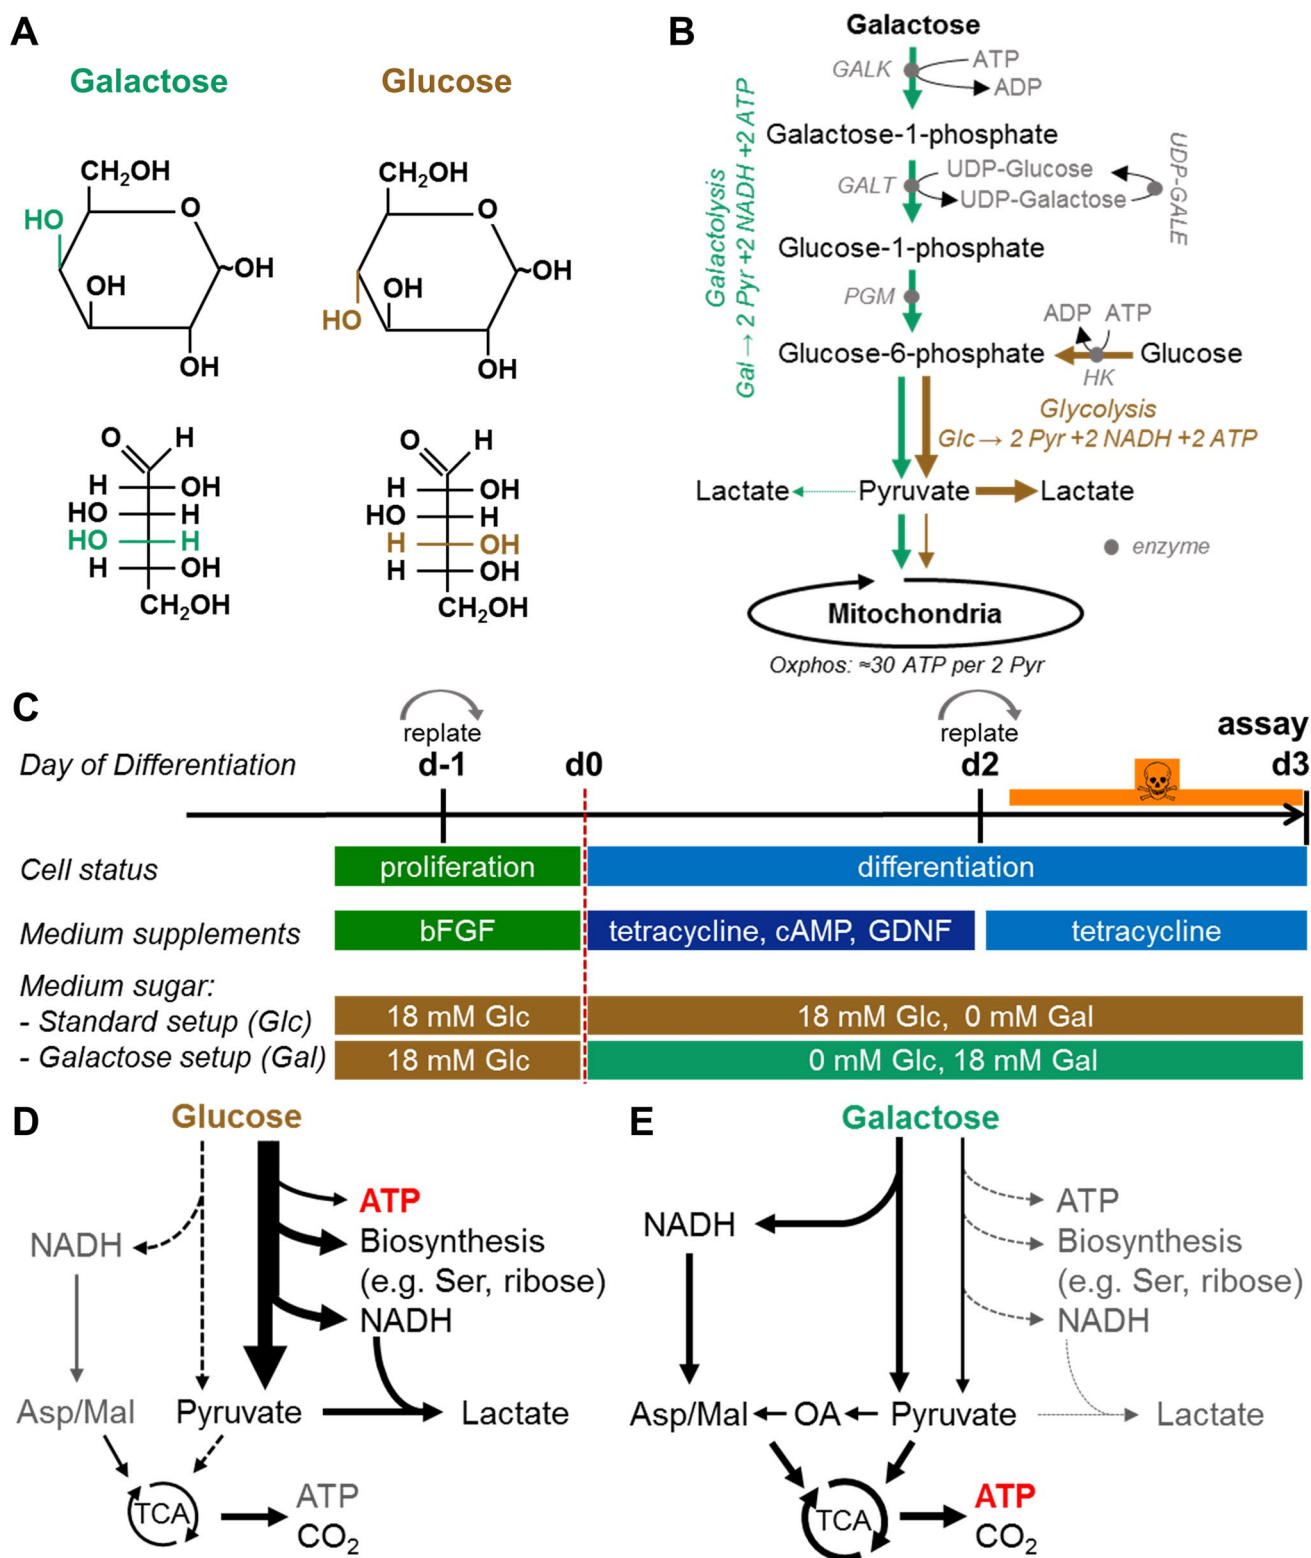 A
Galactose
Glucose
CH₂OH
HO
O
OH
OH
OH
CH₂OH
O
OH
OH
HO
OH
O
H
H
OH
HO
H
HO
H
H
OH
CH₂OH
O
H
H
OH
HO
H
H
OH
H
OH
CH₂OH
B
Galactose
GALK
ATP
ADP
Galactose-1-phosphate
GALT
UDP-Glucose
UDP-Galactose
UDP-GALE
Glucose-1-phosphate
PGM
ADP
ATP
Glucose-6-phosphate
Glucose
HK
Galactolysis
Gal → 2 Pyr +2 NADH +2 ATP
Glycolysis
Glc → 2 Pyr +2 NADH +2 ATP
Lactate
Pyruvate
Lactate
enzyme
Mitochondria
Oxphos: ≈30 ATP per 2 Pyr
C
replate
replate
assay
Day of Differentiation
d-1
d0
d2
d3
Cell status
proliferation
differentiation
Medium supplements
bFGF
tetracycline, cAMP, GDNF
tetracycline
Medium sugar:
- Standard setup (Glc)
18 mM Glc
18 mM Glc, 0 mM Gal
- Galactose setup (Gal)
18 mM Glc
0 mM Glc, 18 mM Gal
D
Glucose
ATP
NADH
Biosynthesis
(e.g. Ser, ribose)
NADH
Asp/Mal
Pyruvate
Lactate
TCA
ATP
CO₂
E
Galactose
ATP
NADH
Biosynthesis
(e.g. Ser, ribose)
NADH
Asp/Mal
OA
Pyruvate
Lactate
TCA
ATP
CO₂